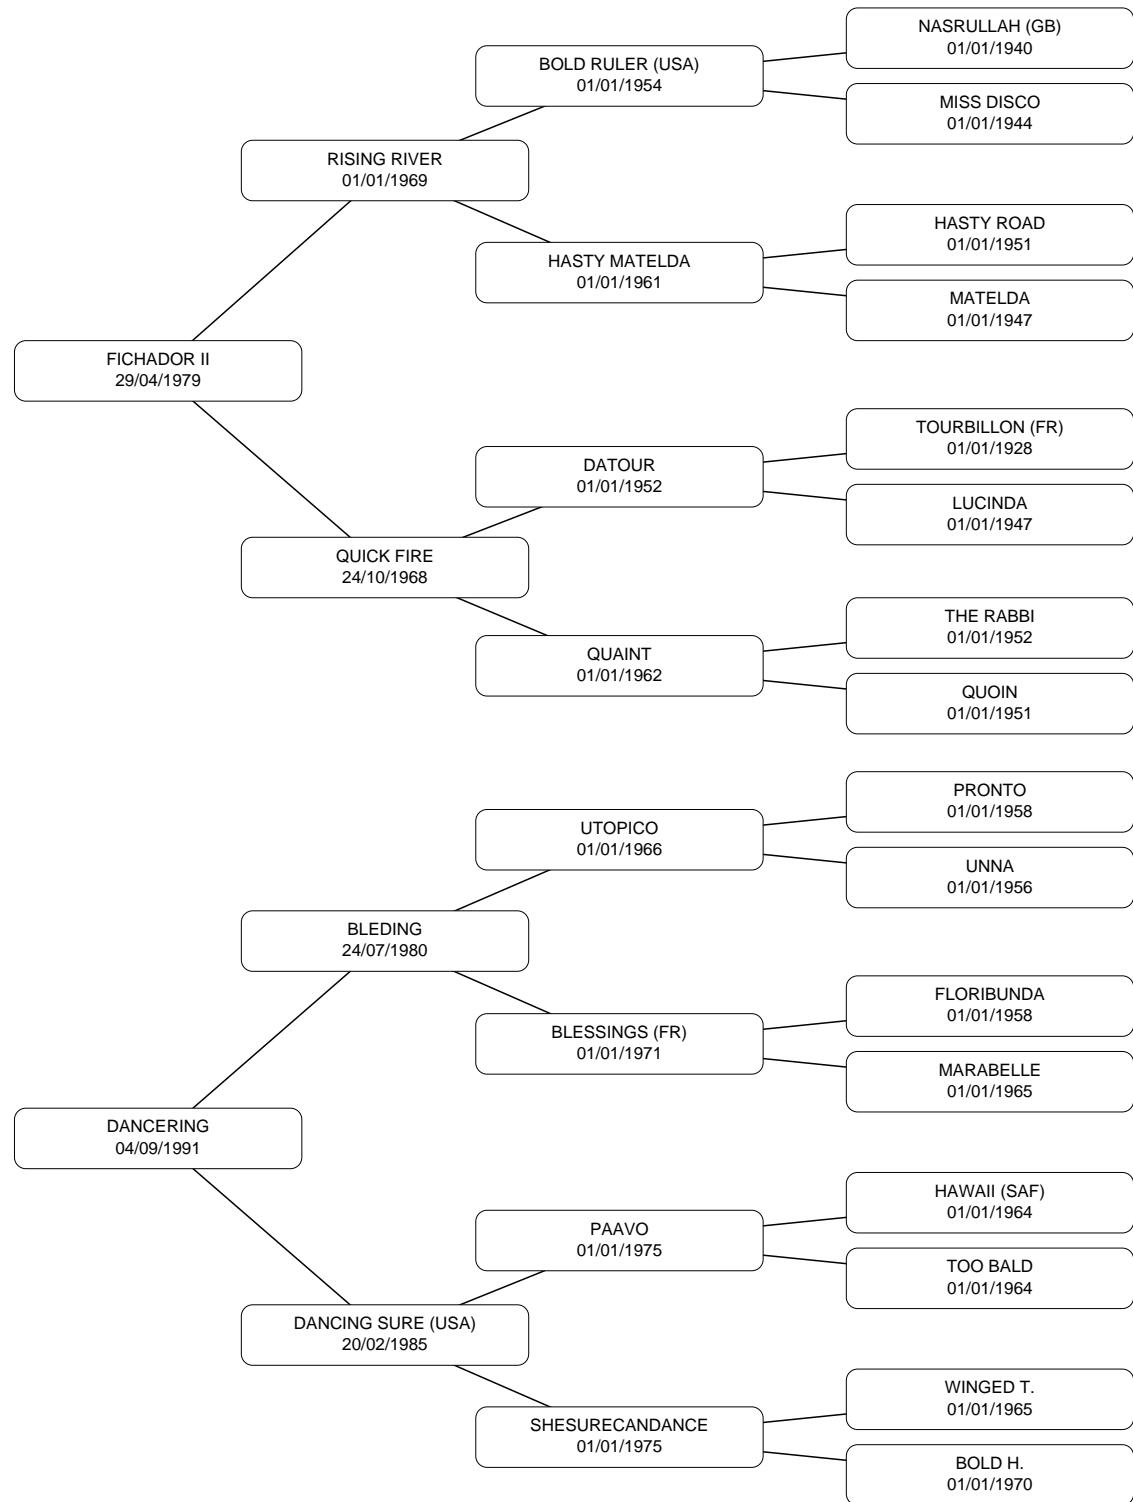 NASRULLAH (GB)
01/01/1940
BOLD RULER (USA)
01/01/1954
MISS DISCO
01/01/1944
RISING RIVER
01/01/1969
HASTY ROAD
01/01/1951
HASTY MATELDA
01/01/1961
MATELDA
01/01/1947
FICHADOR II
29/04/1979
TOURBILLON (FR)
01/01/1928
DATOUR
01/01/1952
LUCINDA
01/01/1947
QUICK FIRE
24/10/1968
THE RABBI
01/01/1952
QUAINT
01/01/1962
QUOIN
01/01/1951
PRONTO
01/01/1958
UTOPICO
01/01/1966
UNNA
01/01/1956
BLEDING
24/07/1980
FLORIBUNDA
01/01/1958
BLESSINGS (FR)
01/01/1971
MARABELLE
01/01/1965
DANCERING
04/09/1991
HAWAII (SAF)
01/01/1964
PAAVO
01/01/1975
TOO BALD
01/01/1964
DANCING SURE (USA)
20/02/1985
WINGED T.
01/01/1965
SHESURECANDANCE
01/01/1975
BOLD H.
01/01/1970